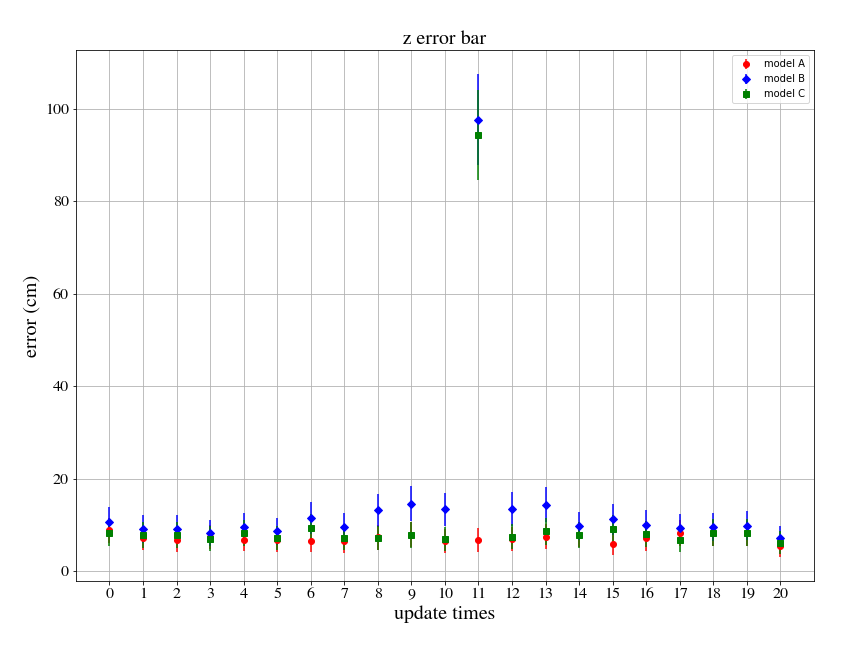 z error bar
model A
model B
model C
100
80
60
40
20
0
error (cm)
0 1 2 3 4 5 6 7 8 9 10 11 12 13 14 15 16 17 18 19 20
update times